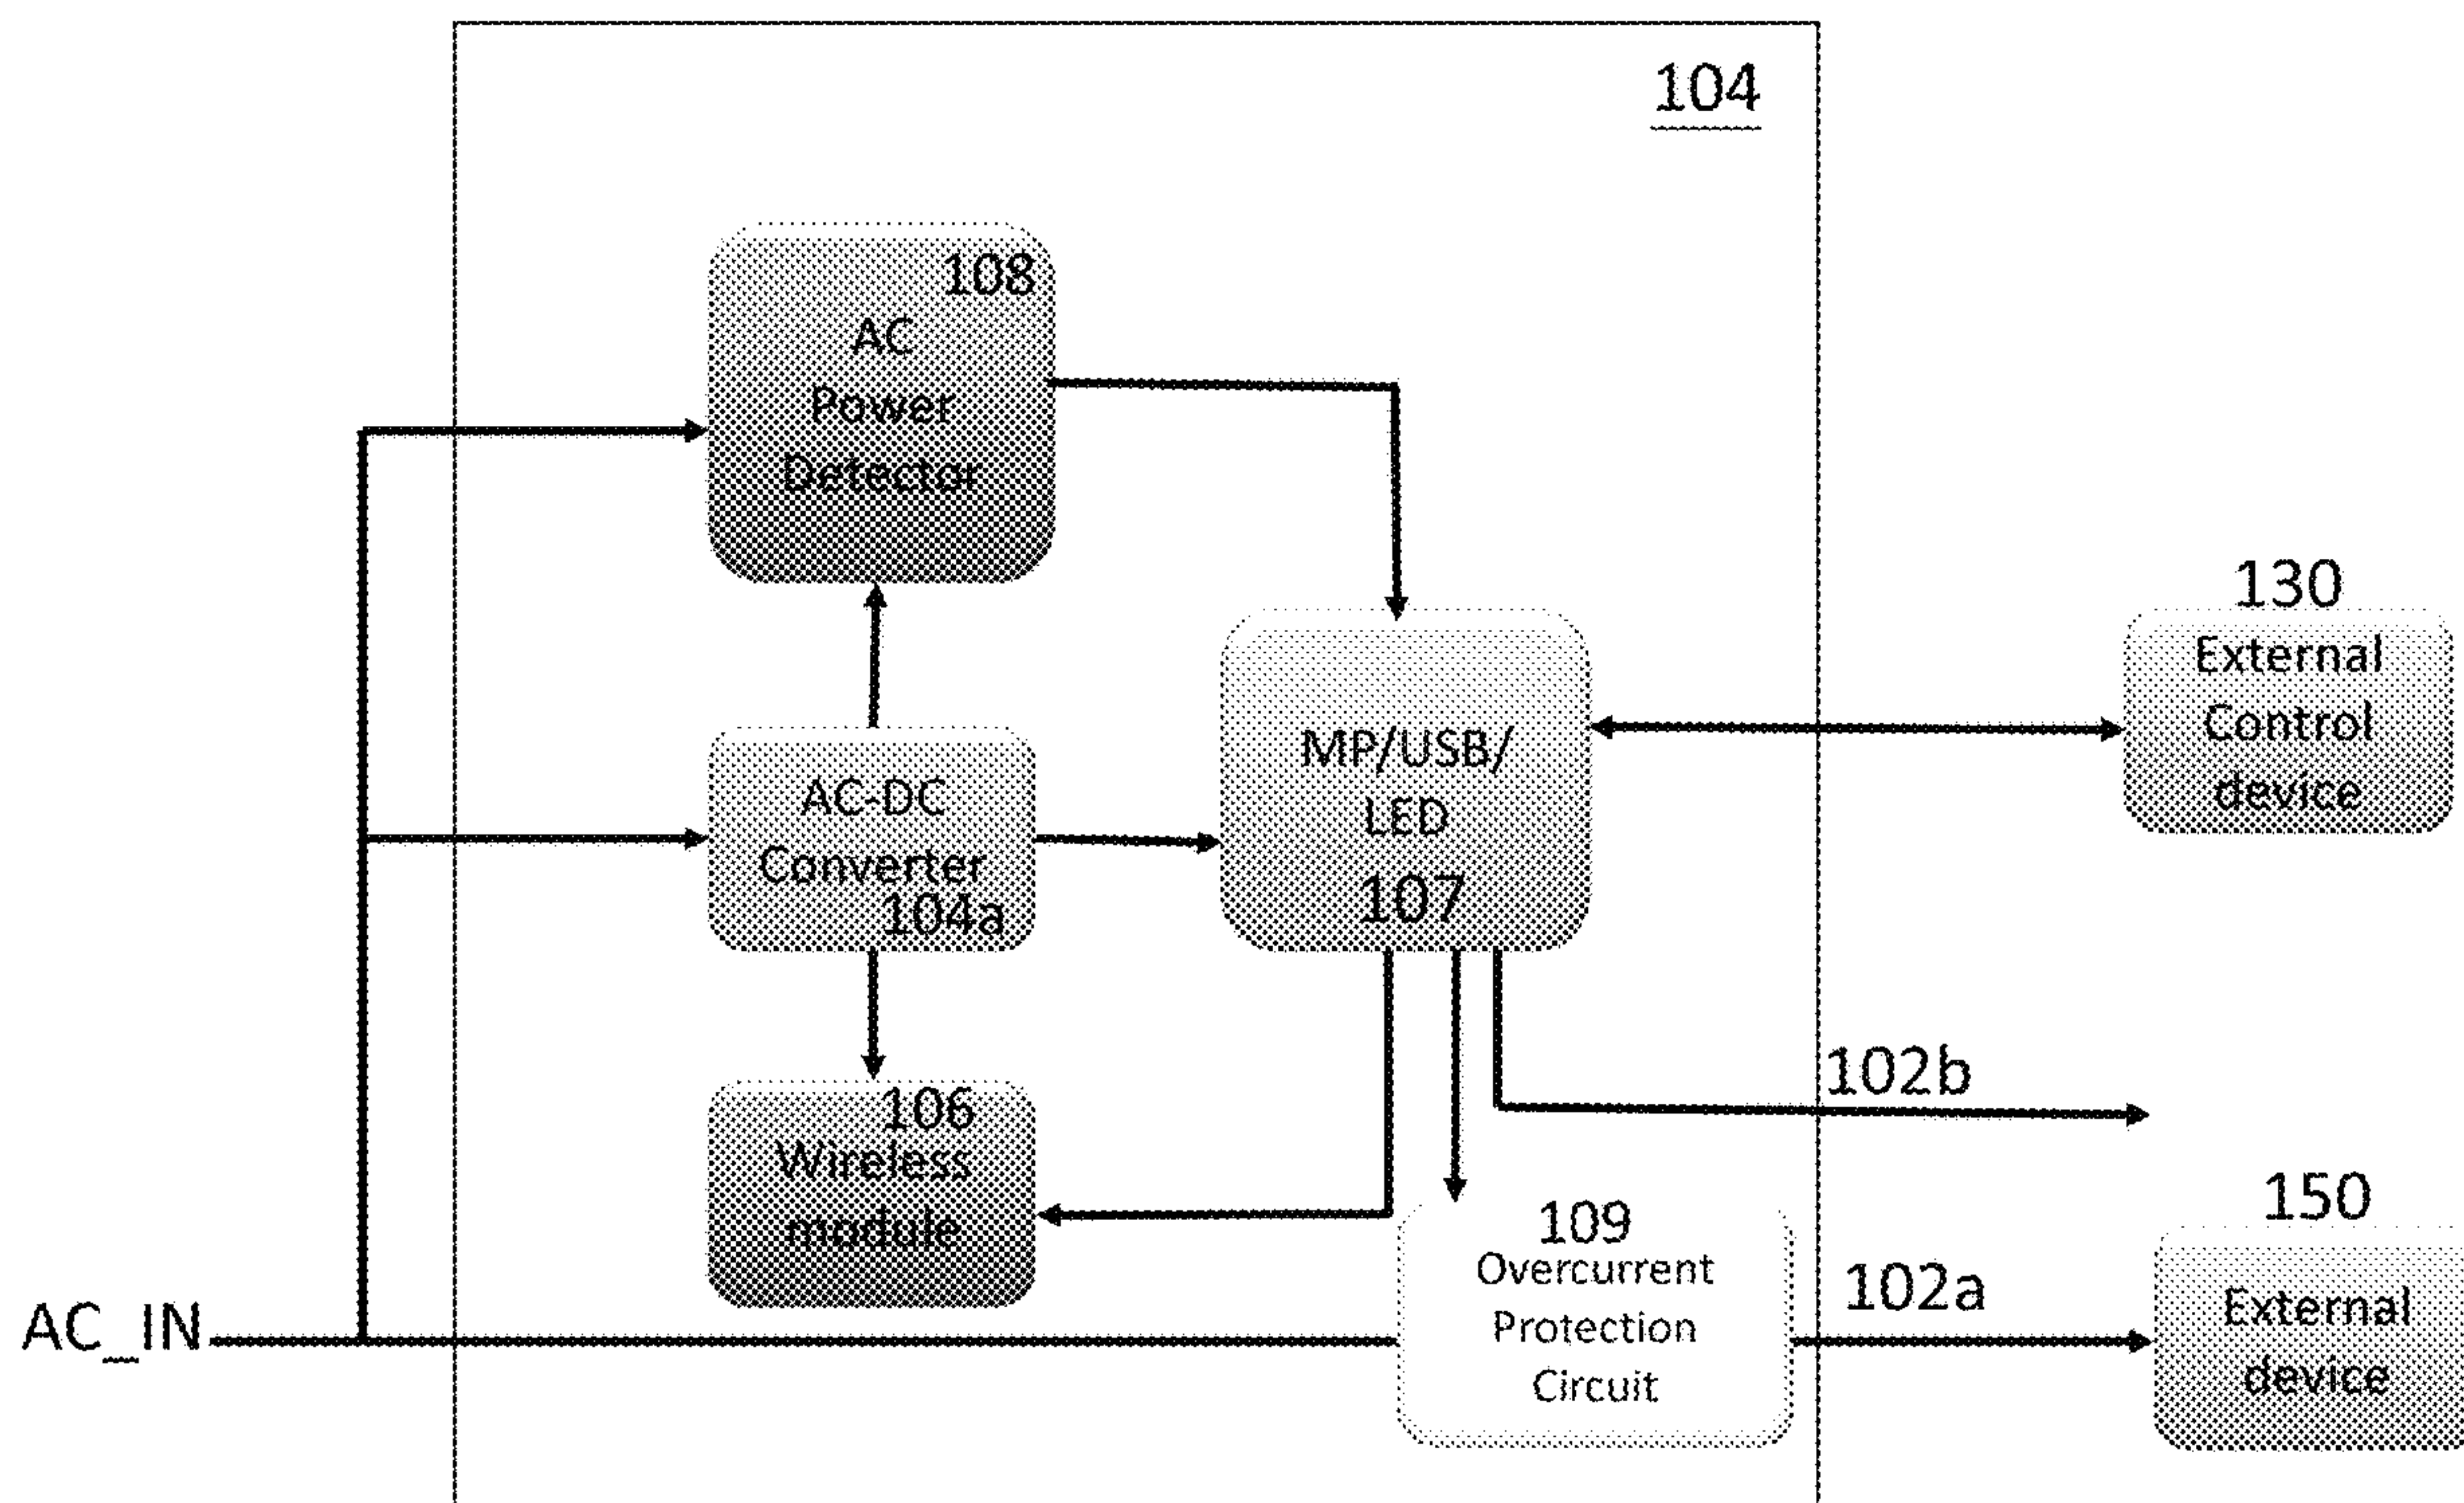 104
108
AC
Power
Detector
130
External
Control
device
MP/USB/
LED
107
AC-DC
Converter
104a
102b
106
Wireless
module
109
Overcurrent
Protection
Circuit
150
102a
External
device
AC_IN